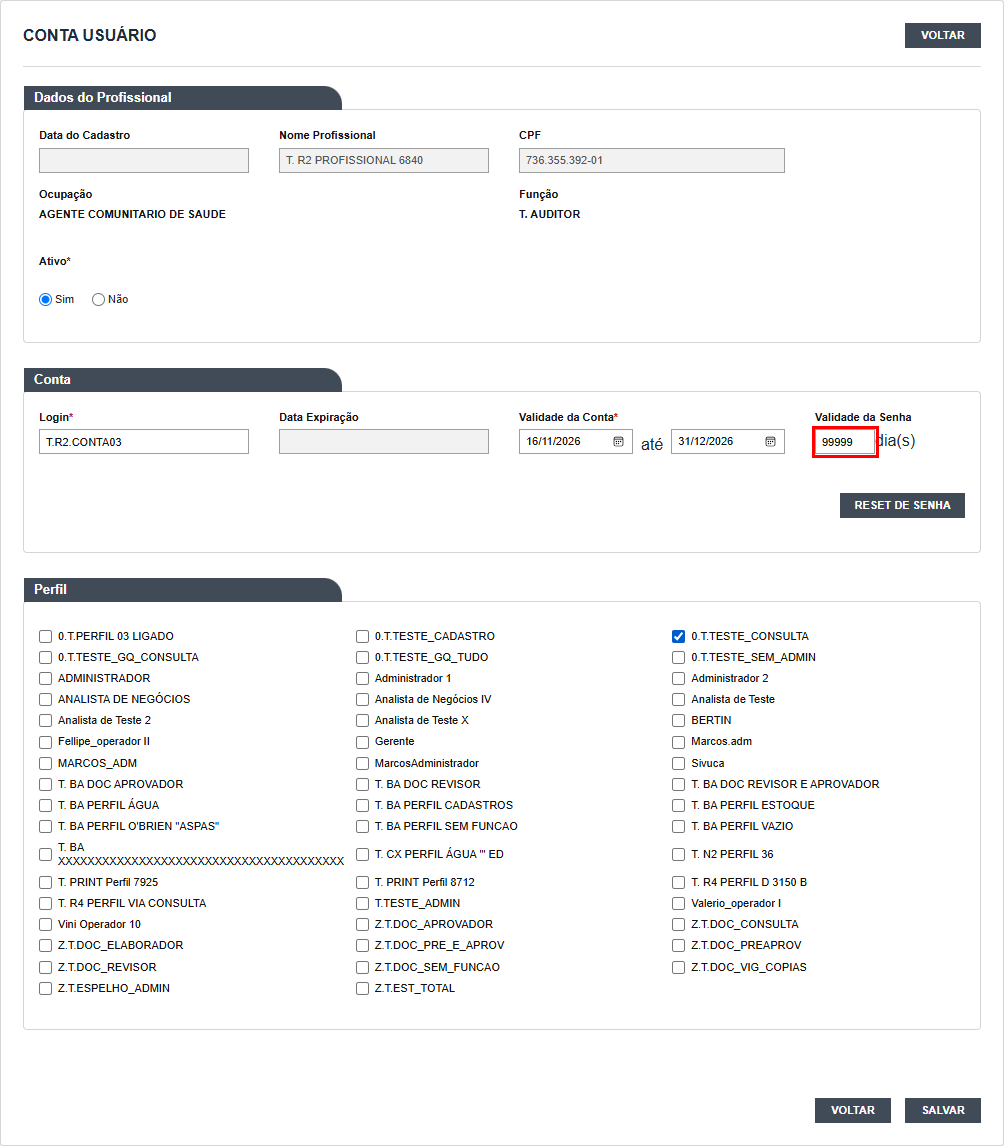 CONTA USUÁRIO
VOLTAR
Dados do Profissional
Data do Cadastro Nome Profissional CPF
T. R2 PROFISSIONAL 6840 736.355.392-01
Ocupação Função
AGENTE COMUNITARIO DE SAUDE T. AUDITOR
Ativo*
Sim Não
Conta
Login* Data Expiração Validade da Conta* Validade da Senha
T.R2.CONTA03 16/11/2026 até 31/12/2026 99999 dia(s)
RESET DE SENHA
Perfil
0.T.PERFIL 03 LIGADO 0.T.TESTE_CADASTRO 0.T.TESTE_CONSULTA
0.T.TESTE_GQ_CONSULTA 0.T.TESTE_GQ_TUDO 0.T.TESTE_SEM_ADMIN
ADMINISTRADOR Administrador 1 Administrador 2
ANALISTA DE NEGÓCIOS Analista de Negócios IV Analista de Teste
Analista de Teste 2 Analista de Teste X BERTIN
Fellipe_operador II Gerente Marcos.adm
MARCOS_ADM MarcosAdministrador Sivuca
T. BA DOC APROVADOR T. BA DOC REVISOR T. BA DOC REVISOR E APROVADOR
T. BA PERFIL ÁGUA T. BA PERFIL CADASTROS T. BA PERFIL ESTOQUE
T. BA PERFIL O'BRIEN "ASPAS" T. BA PERFIL SEM FUNCAO T. BA PERFIL VAZIO
T. BA
XXXXXXXXXXXXXXXXXXXXXXXXXXXXXXXXXXXXXXX T. CX PERFIL ÁGUA '" ED T. N2 PERFIL 36
T. PRINT Perfil 7925 T. PRINT Perfil 8712 T. R4 PERFIL D 3150 B
T. R4 PERFIL VIA CONSULTA T.TESTE_ADMIN Valerio_operador I
Vini Operador 10 Z.T.DOC_APROVADOR Z.T.DOC_CONSULTA
Z.T.DOC_ELABORADOR Z.T.DOC_PRE_E_APROV Z.T.DOC_PREAPROV
Z.T.DOC_REVISOR Z.T.DOC_SEM_FUNCAO Z.T.DOC_VIG_COPIAS
Z.T.ESPELHO_ADMIN Z.T.EST_TOTAL
VOLTAR SALVAR